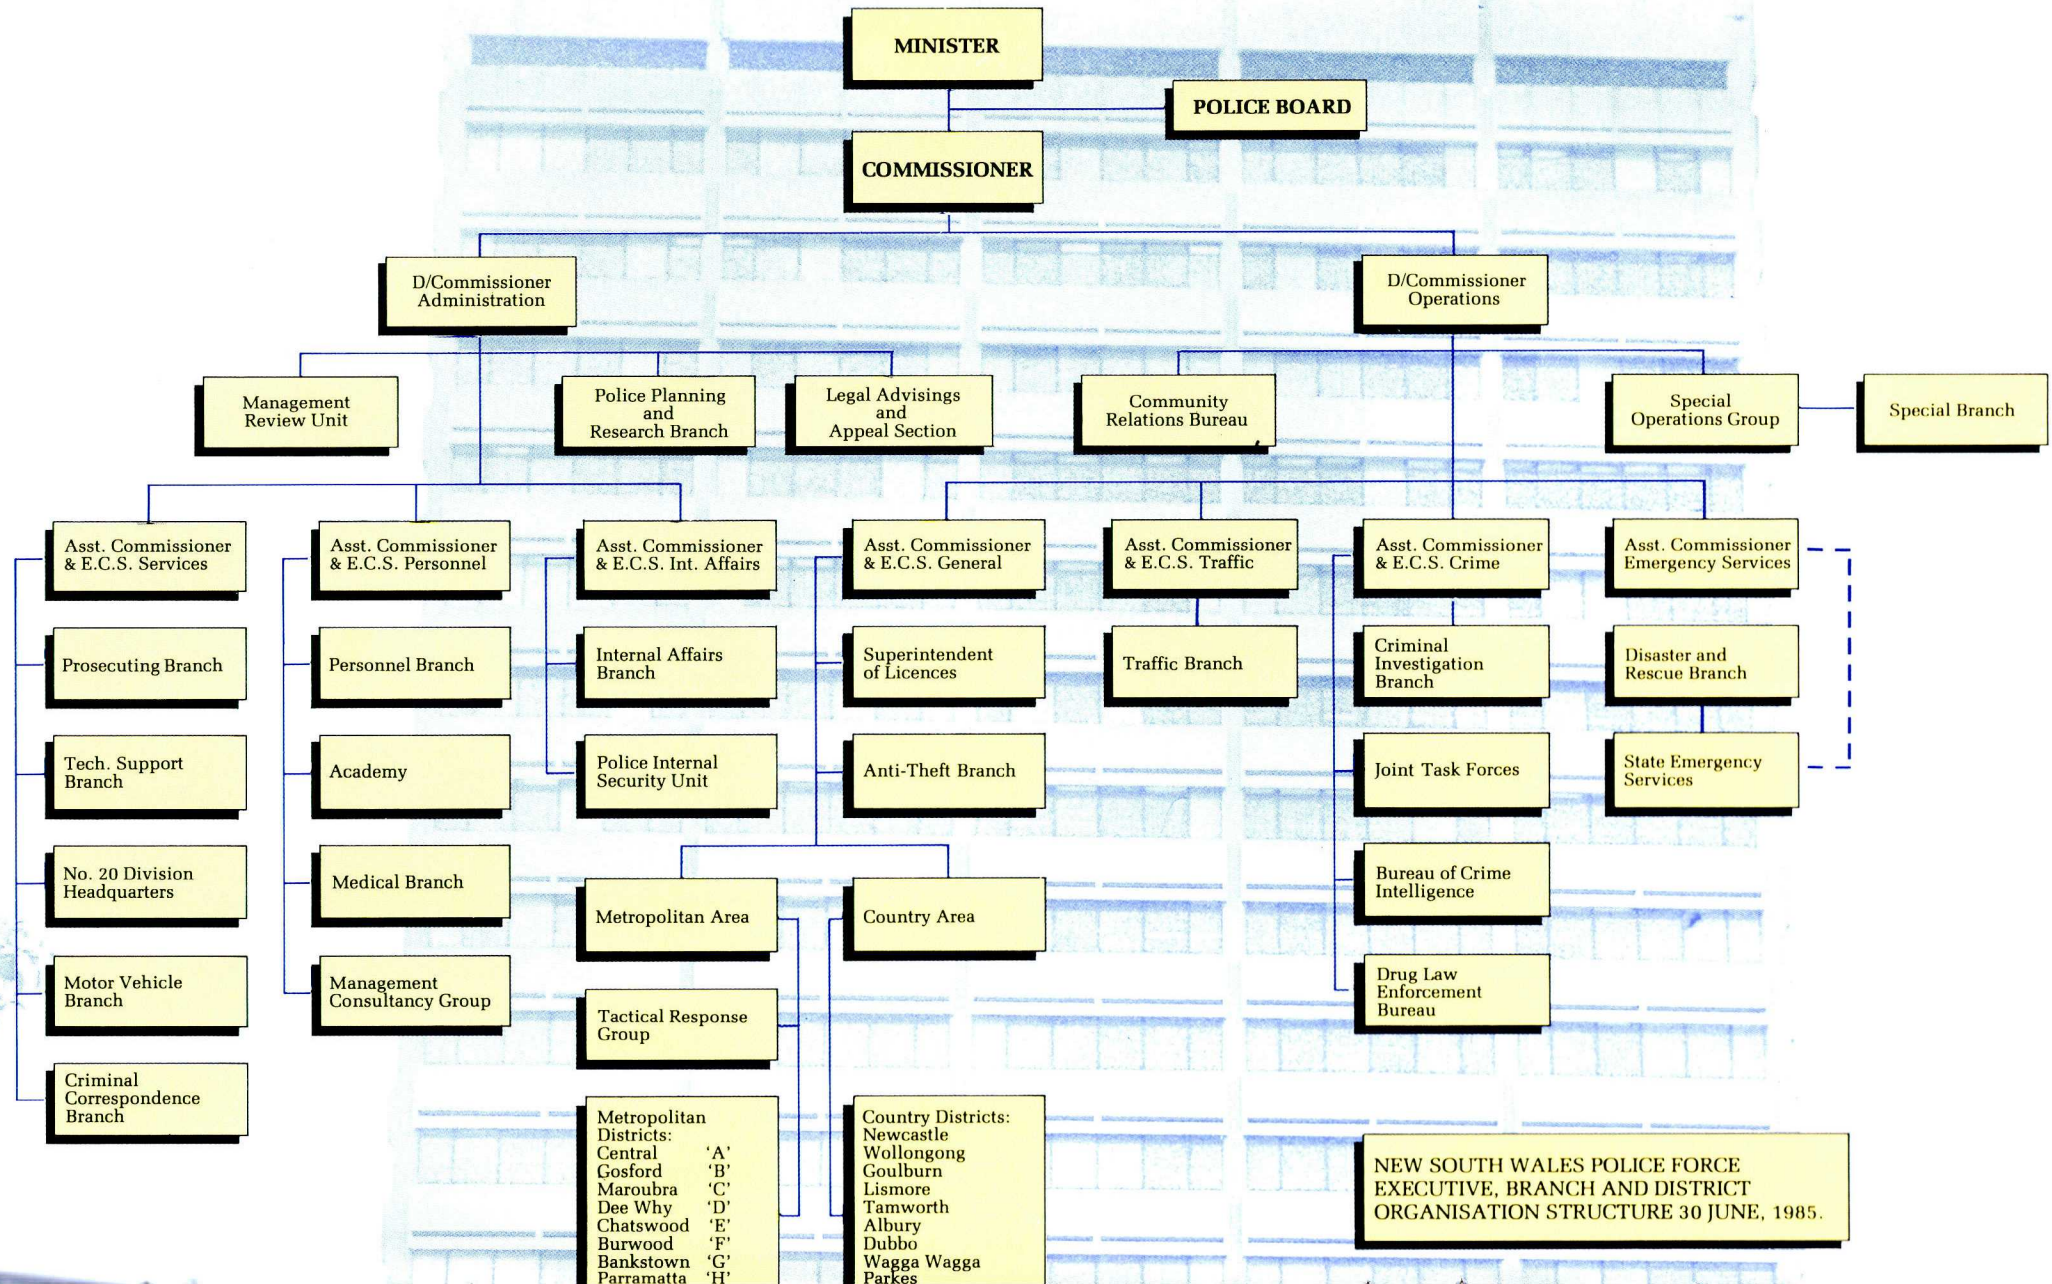 MINISTER
POLICE BOARD
COMMISSIONER
D/Commissioner
Administration
D/Commissioner
Operations
Management
Review Unit
Police Planning
and
Research Branch
Legal Advisings
and
Appeal Section
Community
Relations Bureau
Special
Operations Group
Special Branch
Asst. Commissioner
& E.C.S. Services
Asst. Commissioner
& E.C.S. Personnel
Asst. Commissioner
& E.C.S. Int. Affairs
Asst. Commissioner
& E.C.S. General
Asst. Commissioner
& E.C.S. Traffic
Asst. Commissioner
& E.C.S. Crime
Asst. Commissioner
Emergency Services
Prosecuting Branch
Personnel Branch
Internal Affairs
Branch
Superintendent
of Licences
Traffic Branch
Criminal
Investigation
Branch
Disaster and
Rescue Branch
Tech. Support
Branch
Academy
Police Internal
Security Unit
Anti-Theft Branch
Joint Task Forces
State Emergency
Services
No. 20 Division
Headquarters
Medical Branch
Metropolitan Area
Country Area
Bureau of Crime
Intelligence
Motor Vehicle
Branch
Management
Consultancy Group
Tactical Response
Group
Drug Law
Enforcement
Bureau
Criminal
Correspondence
Branch
Metropolitan
Districts:
Central 'A'
Gosford 'B'
Maroubra 'C'
Dee Why 'D'
Chatswood 'E'
Burwood 'F'
Bankstown 'G'
Parramatta 'H'
Country Districts:
Newcastle
Wollongong
Goulburn
Lismore
Tamworth
Albury
Dubbo
Wagga Wagga
Parkes
NEW SOUTH WALES POLICE FORCE
EXECUTIVE, BRANCH AND DISTRICT
ORGANISATION STRUCTURE 30 JUNE, 1985.